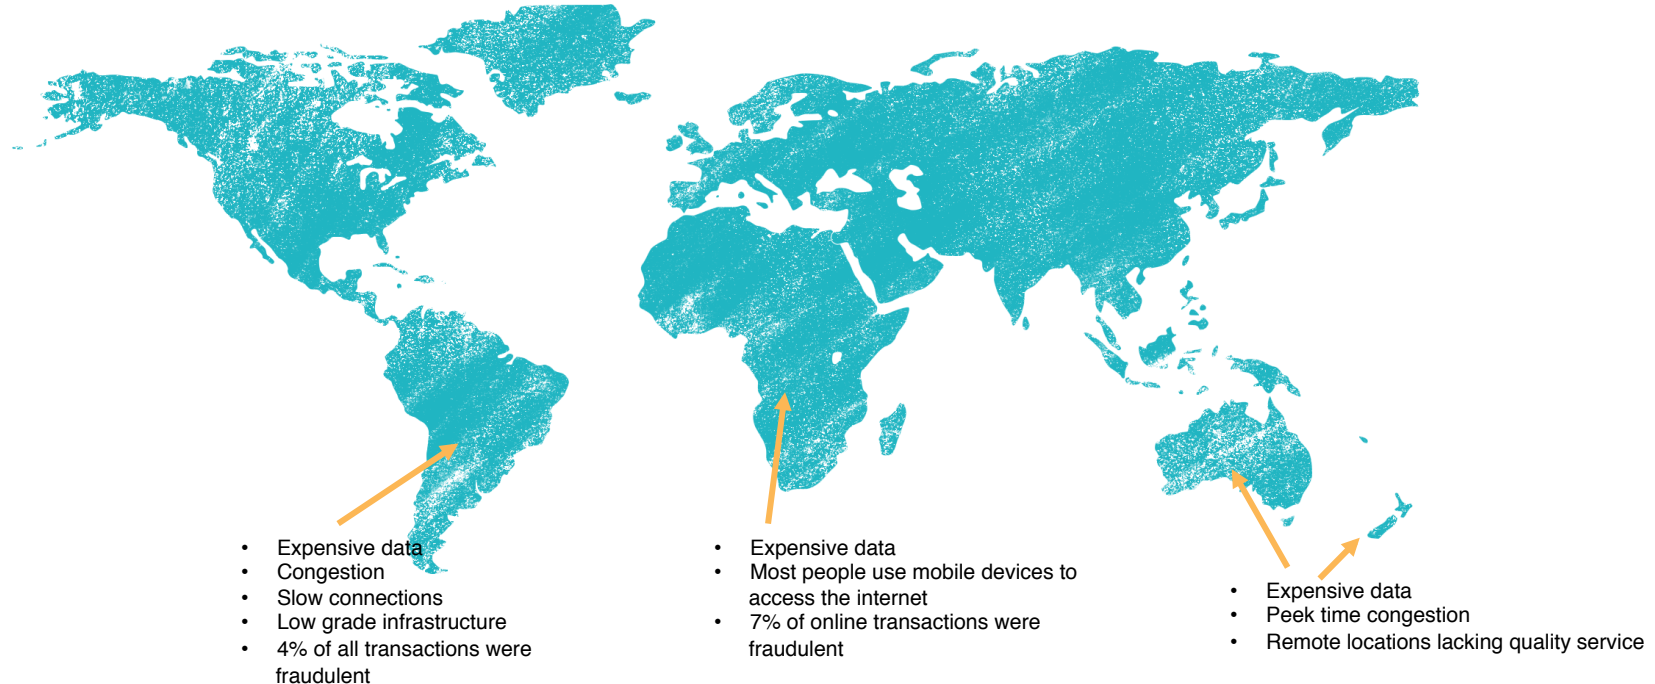 • Expensive data
• Congestion
• Slow connections
• Low grade infrastructure
• 4% of all transactions were
fraudulent
• Expensive data
• Most people use mobile devices to
access the internet
• 7% of online transactions were
fraudulent
• Expensive data
• Peek time congestion
• Remote locations lacking quality service